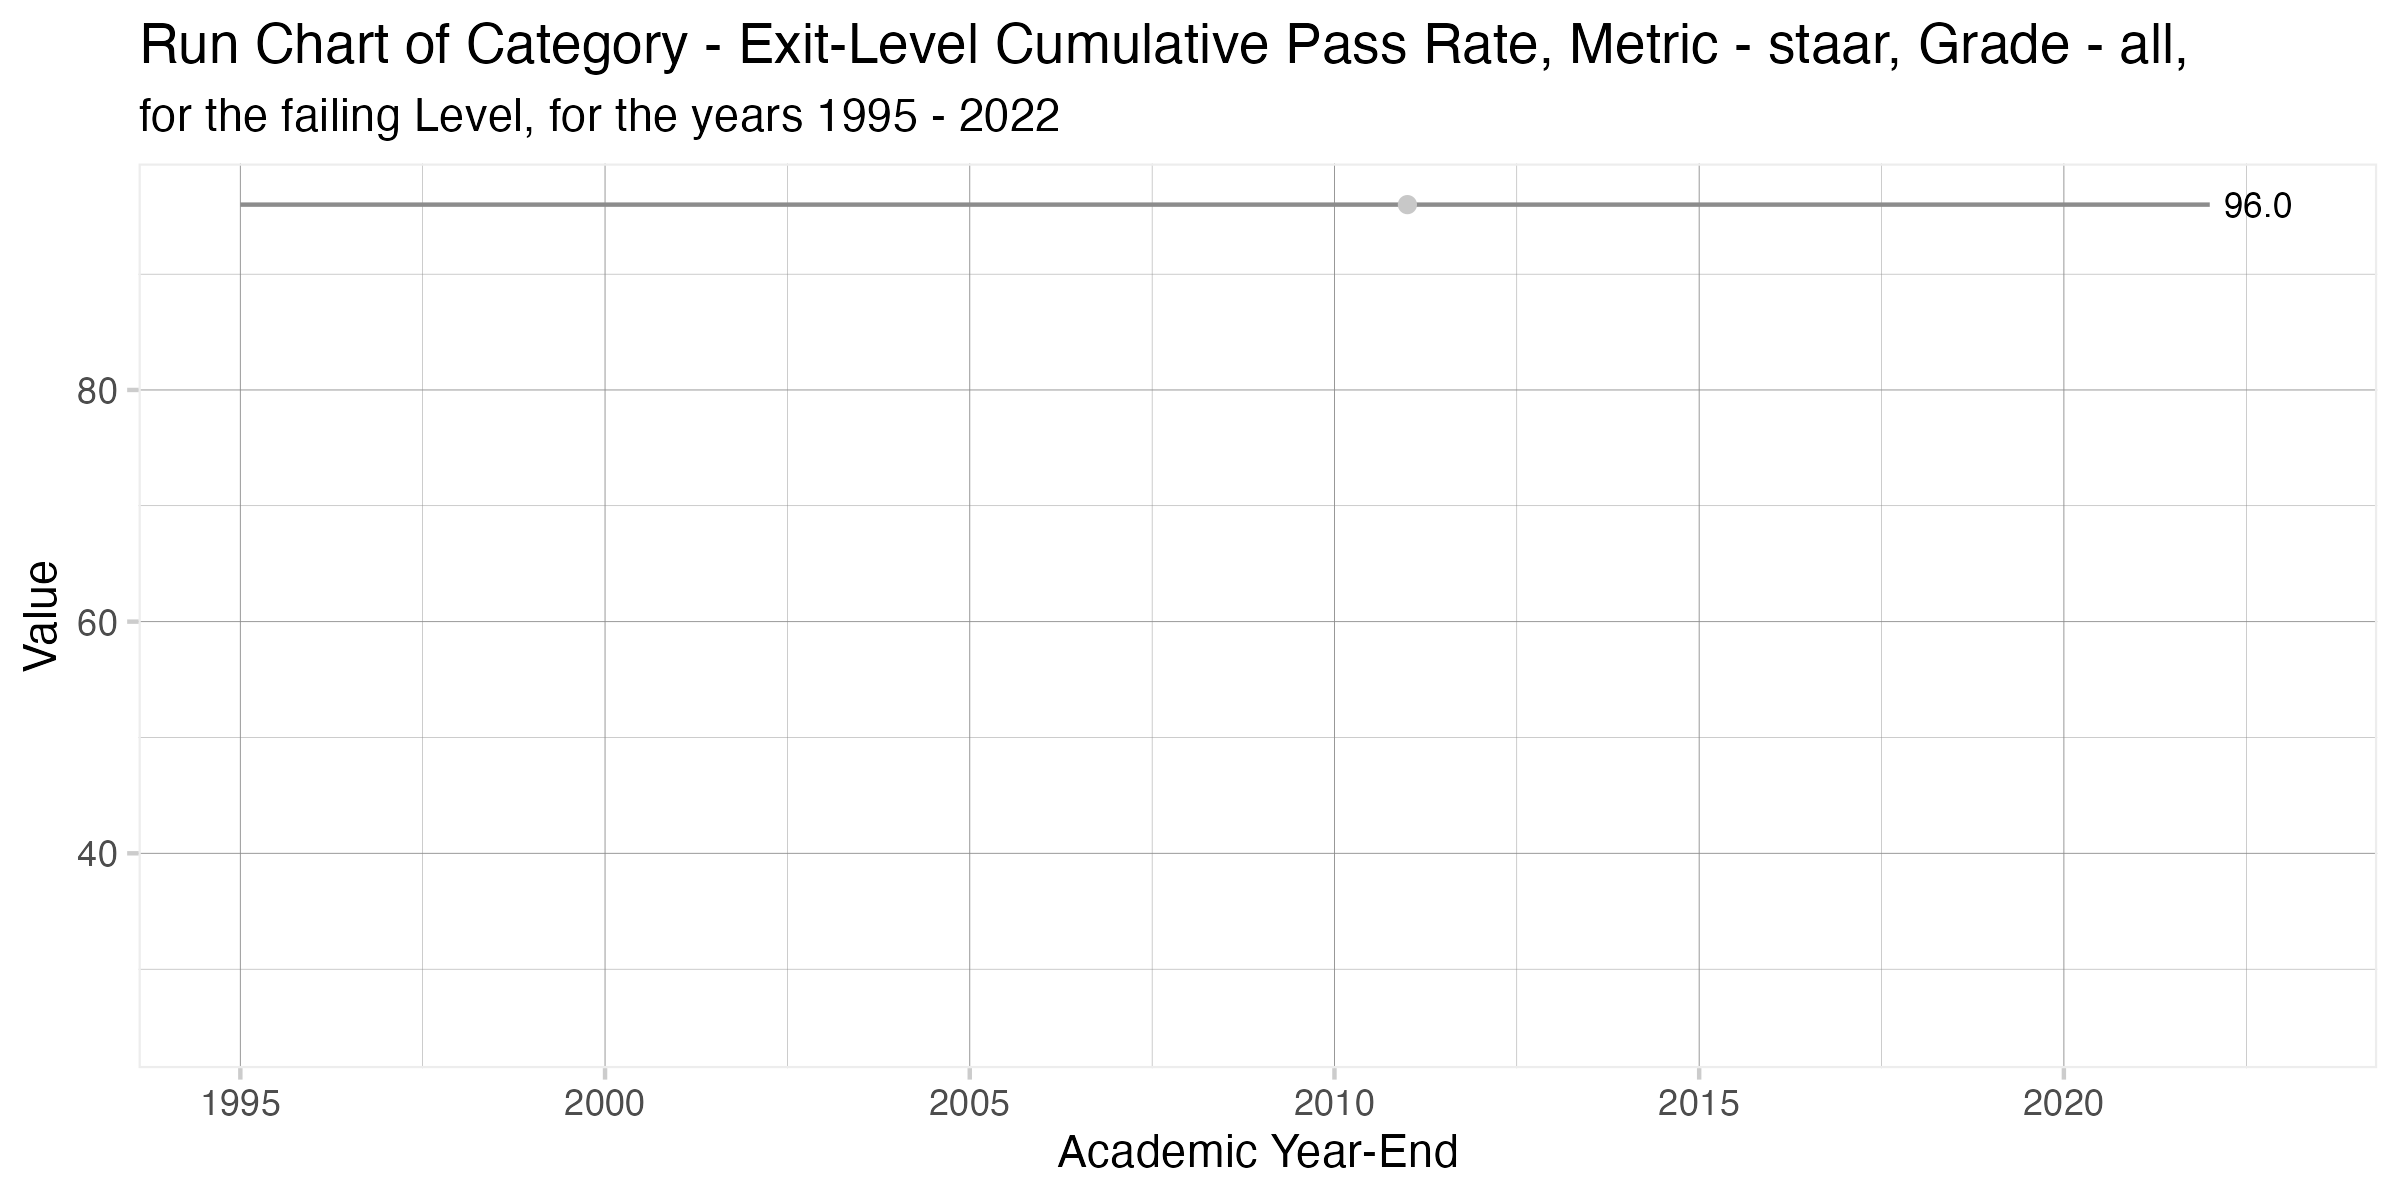 Run Chart of Category - Exit-Level Cumulative Pass Rate, Metric - staar, Grade - all,
for the failing Level, for the years 1995 - 2022
96.0
80
60
40
Value
1995 2000 2005 2010 2015 2020
Academic Year-End